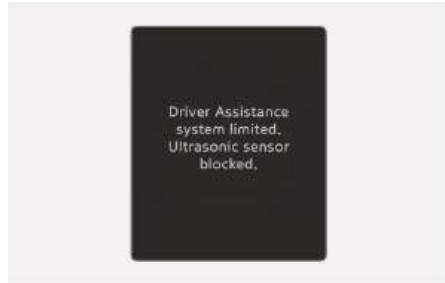 Driver Assistance
system limited.
Ultrasonic sensor
blocked.